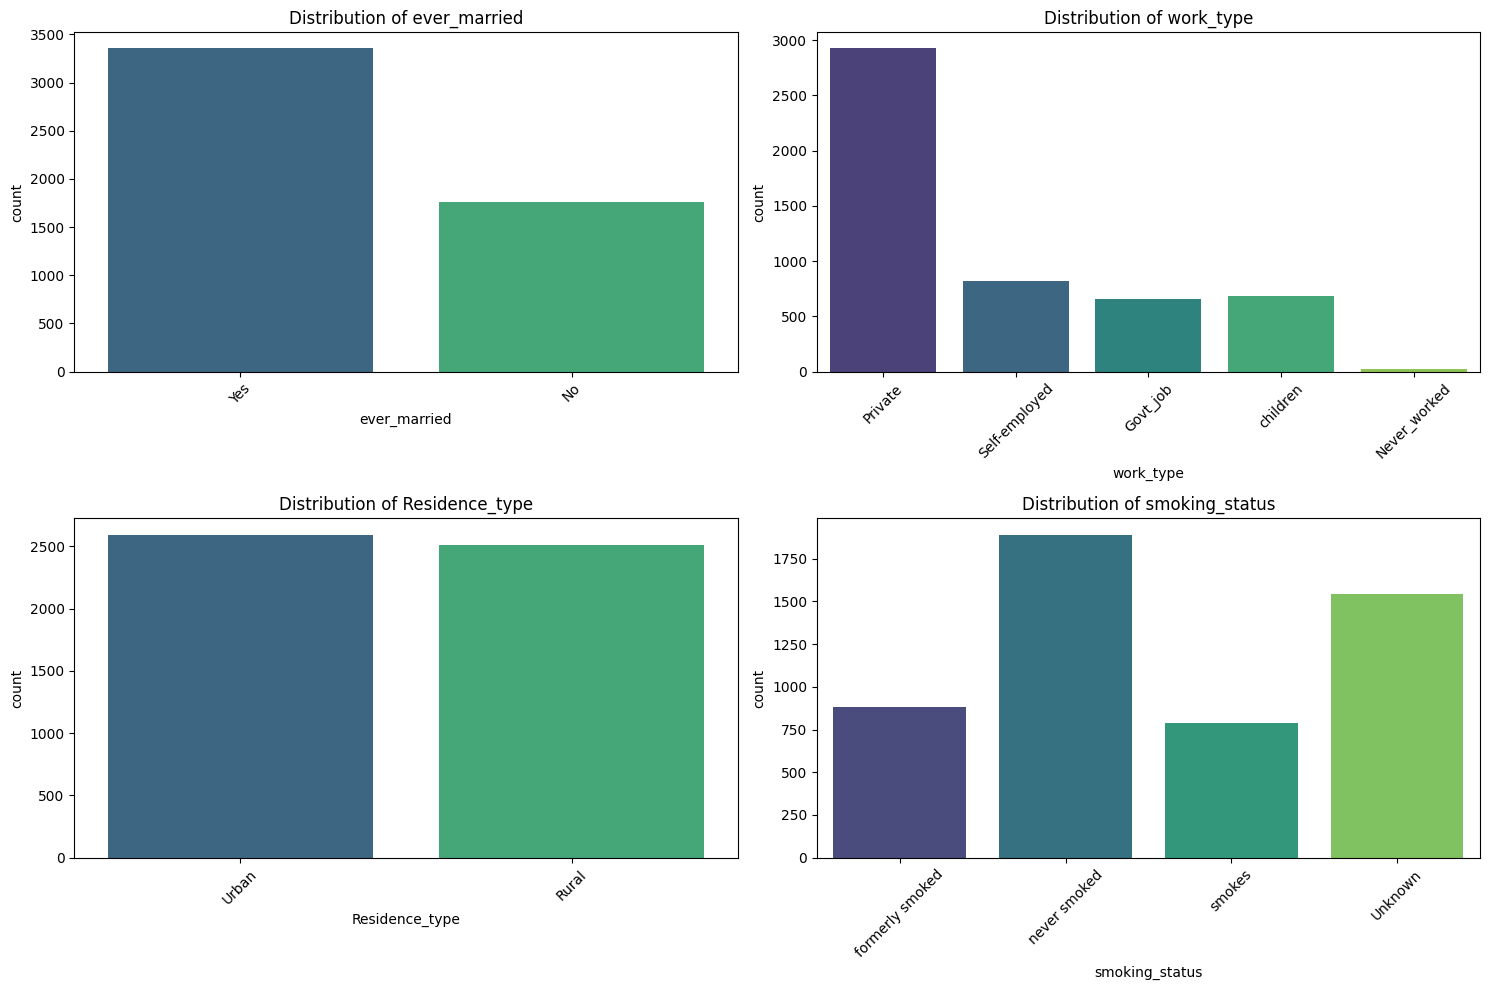 Distribution of ever_married
3500
3000
2500
2000
1500
1000
500
0
count
Yes
No
ever_married
Distribution of work_type
3000
2500
2000
1500
1000
500
0
count
Private
Self-employed
Govt_job
children
Never_worked
work_type
Distribution of Residence_type
2500
2000
1500
1000
500
0
count
Urban
Rural
Residence_type
Distribution of smoking_status
1750
1500
1250
1000
750
500
250
0
count
formerly smoked
never smoked
smokes
Unknown
smoking_status